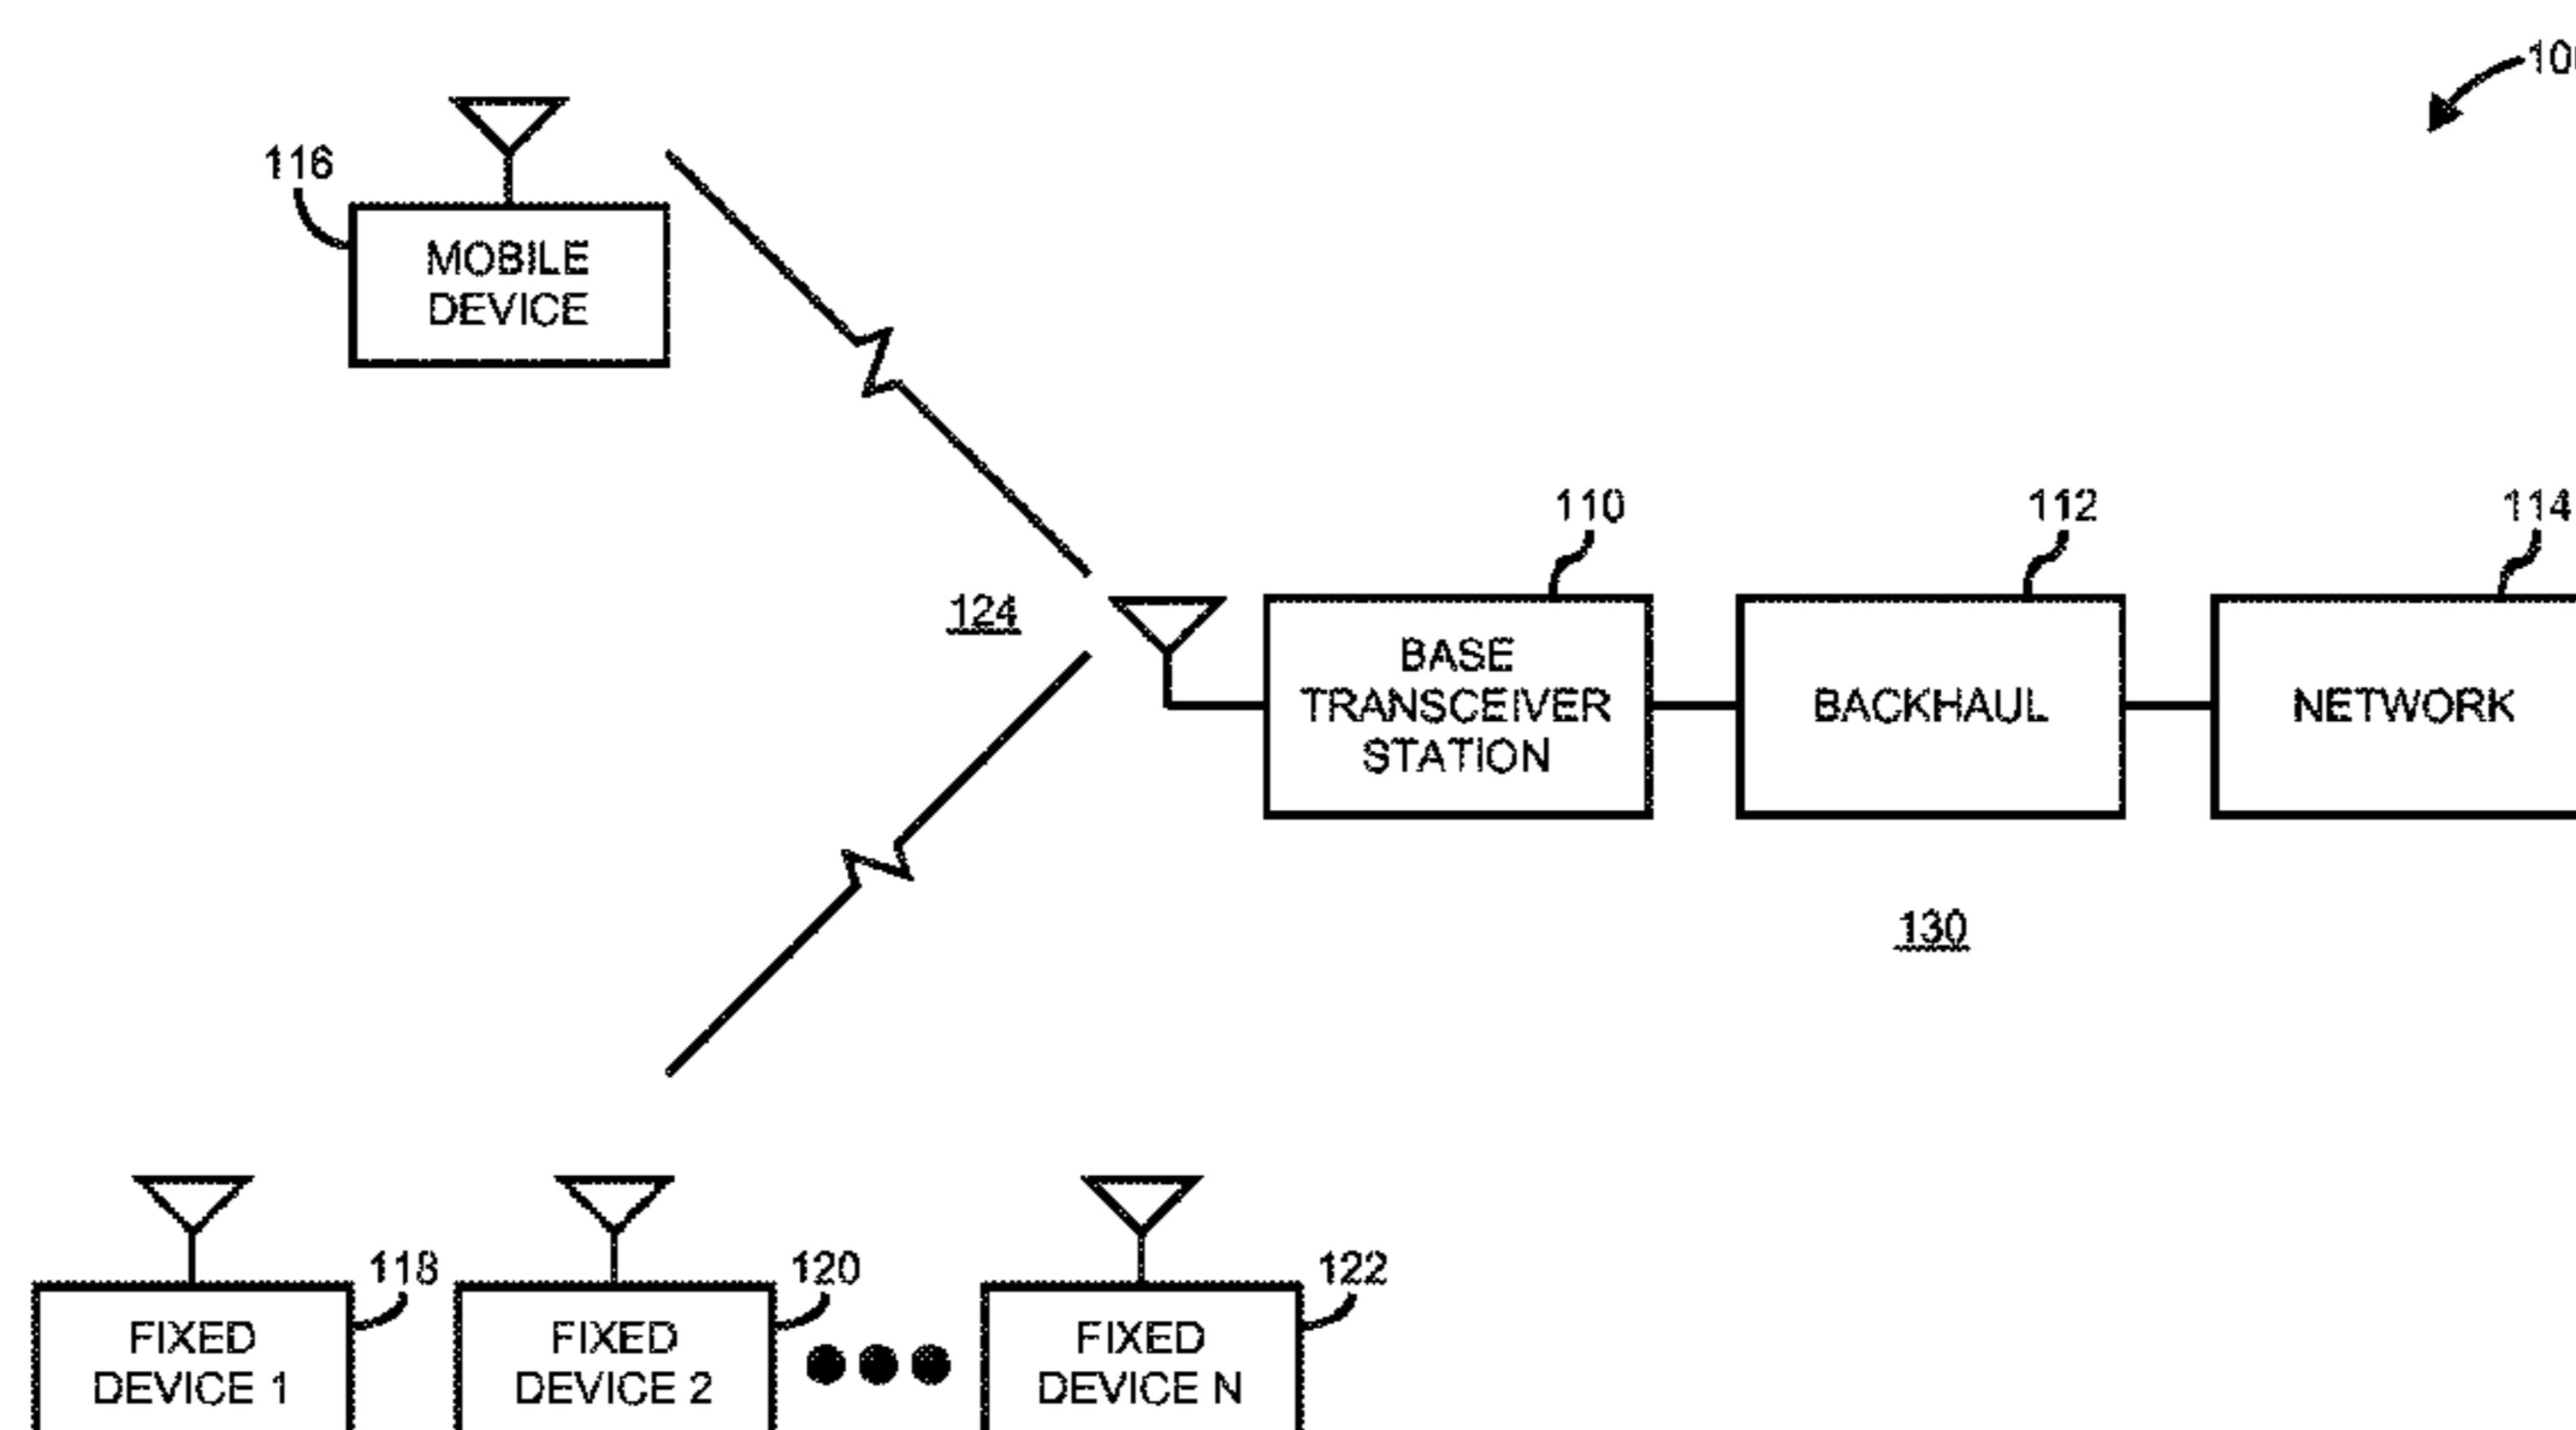 10
116
MOBILE
DEVICE
110
112
114
124
BASE
TRANSCEIVER
STATION
BACKHAUL
NETWORK
130
118
120
122
FIXED
DEVICE 1
FIXED
DEVICE 2
FIXED
DEVICE N